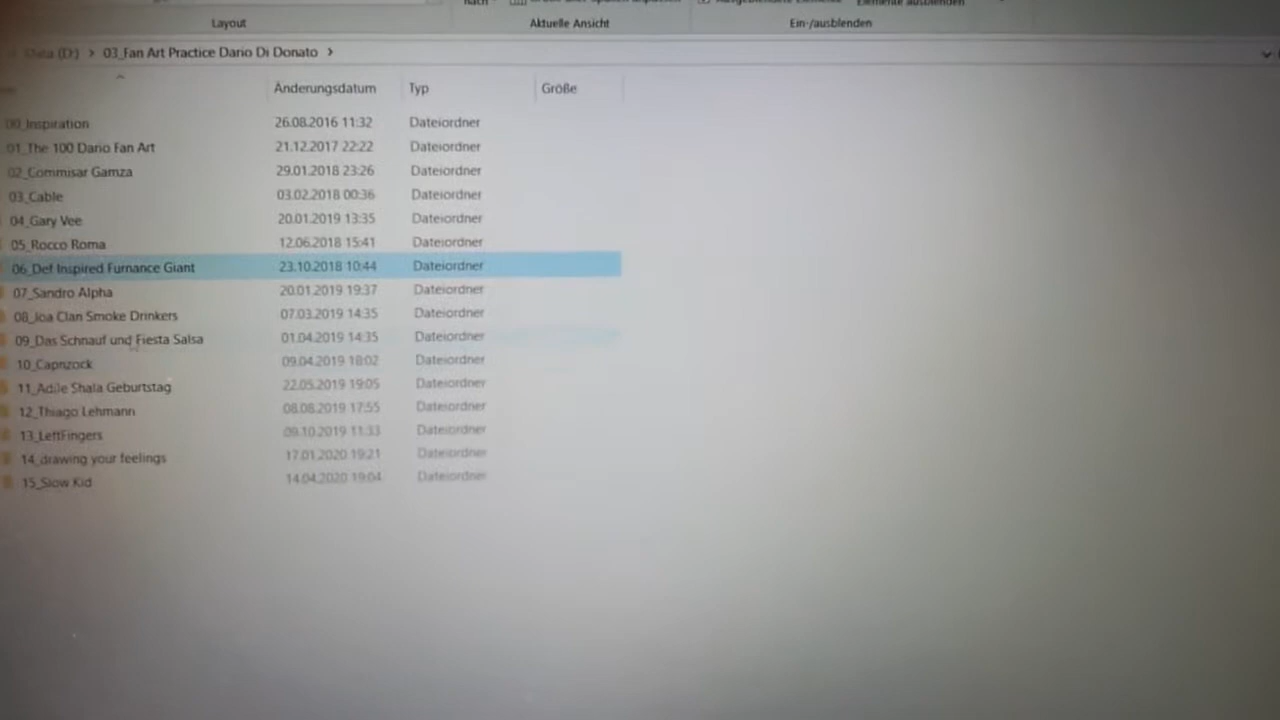 Layout Aktuelle Ansicht Ein-/ausblenden
Data (D:) > 03_Fan Art Practice Dario Di Donato >
Änderungsdatum Typ Größe
00_Inspiration 26.08.2016 11:32 Dateiordner
01_The 100 Dario Fan Art 21.12.2017 22:22 Dateiordner
02_Commisar Gamza 29.01.2018 23:26 Dateiordner
03_Cable 03.02.2018 00:36 Dateiordner
04_Gary Vee 20.01.2019 13:35 Dateiordner
05_Rocco Roma 12.06.2018 15:41 Dateiordner
06_Def Inspired Furnance Giant 23.10.2018 10:44 Dateiordner
07_Sandro Alpha 20.01.2019 19:37 Dateiordner
08_Joa Clan Smoke Drinkers 07.03.2019 14:35 Dateiordner
09_Das Schnauf und Fiesta Salsa 01.04.2019 14:35 Dateiordner
10_Caprizock 09.04.2019 18:02 Dateiordner
11_Adile Shala Geburtstag 22.05.2019 19:05 Dateiordner
12_Thiago Lehmann 08.08.2019 17:55 Dateiordner
13_LeftFingers 09.10.2019 11:33 Dateiordner
14_drawing your feelings 17.01.2020 19:21 Dateiordner
15_Slow Kid 14.04.2020 19:04 Dateiordner